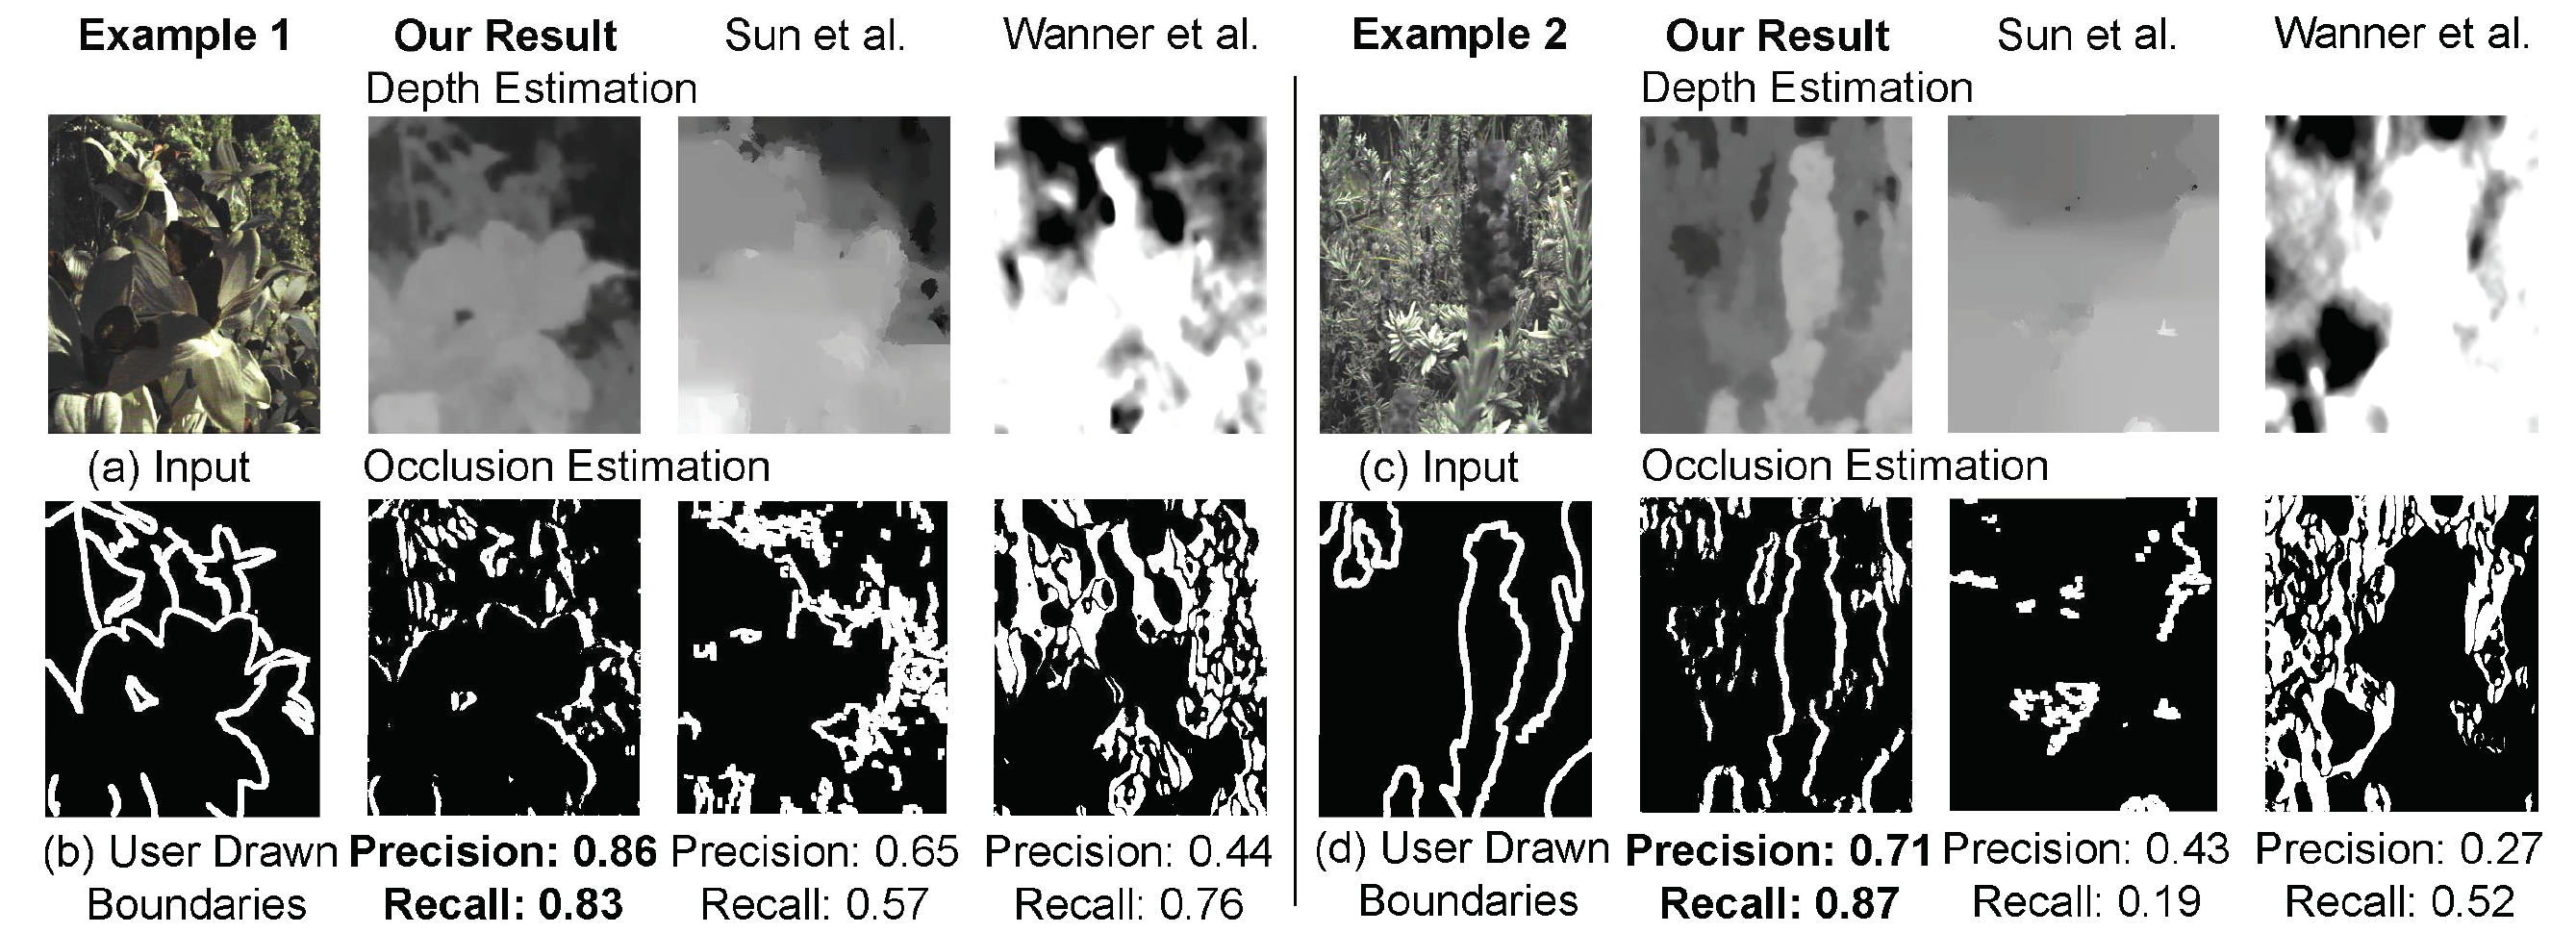 Example 1 Our Result Sun et al. Wanner et al. Example 2 Our Result Sun et al. Wanner et al.
Depth Estimation Depth Estimation
(a) Input Occlusion Estimation (c) Input Occlusion Estimation
(b) User Drawn Precision: 0.86 Precision: 0.65 Precision: 0.44 (d) User Drawn Precision: 0.71 Precision: 0.43 Precision: 0.27
Boundaries Recall: 0.83 Recall: 0.57 Recall: 0.76 Boundaries Recall: 0.87 Recall: 0.19 Recall: 0.52